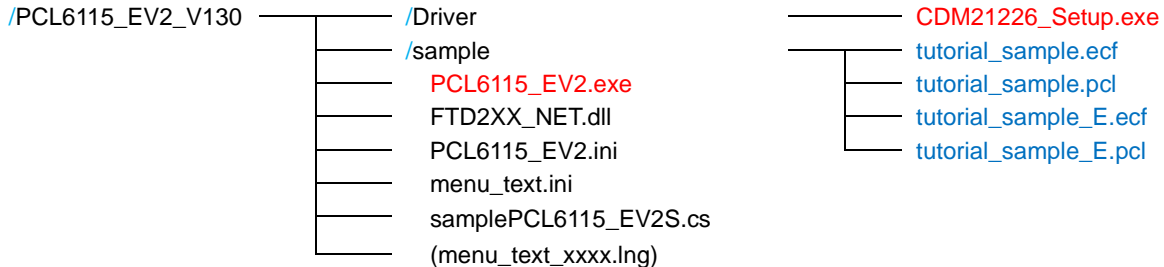 /PCL6115_EV2_V130 /Driver CDM21226_Setup.exe
/sample tutorial_sample.ecf
PCL6115_EV2.exe tutorial_sample.pcl
FTD2XX_NET.dll tutorial_sample_E.ecf
PCL6115_EV2.ini tutorial_sample_E.pcl
menu_text.ini
samplePCL6115_EV2S.cs
(menu_text_xxxx.lng)